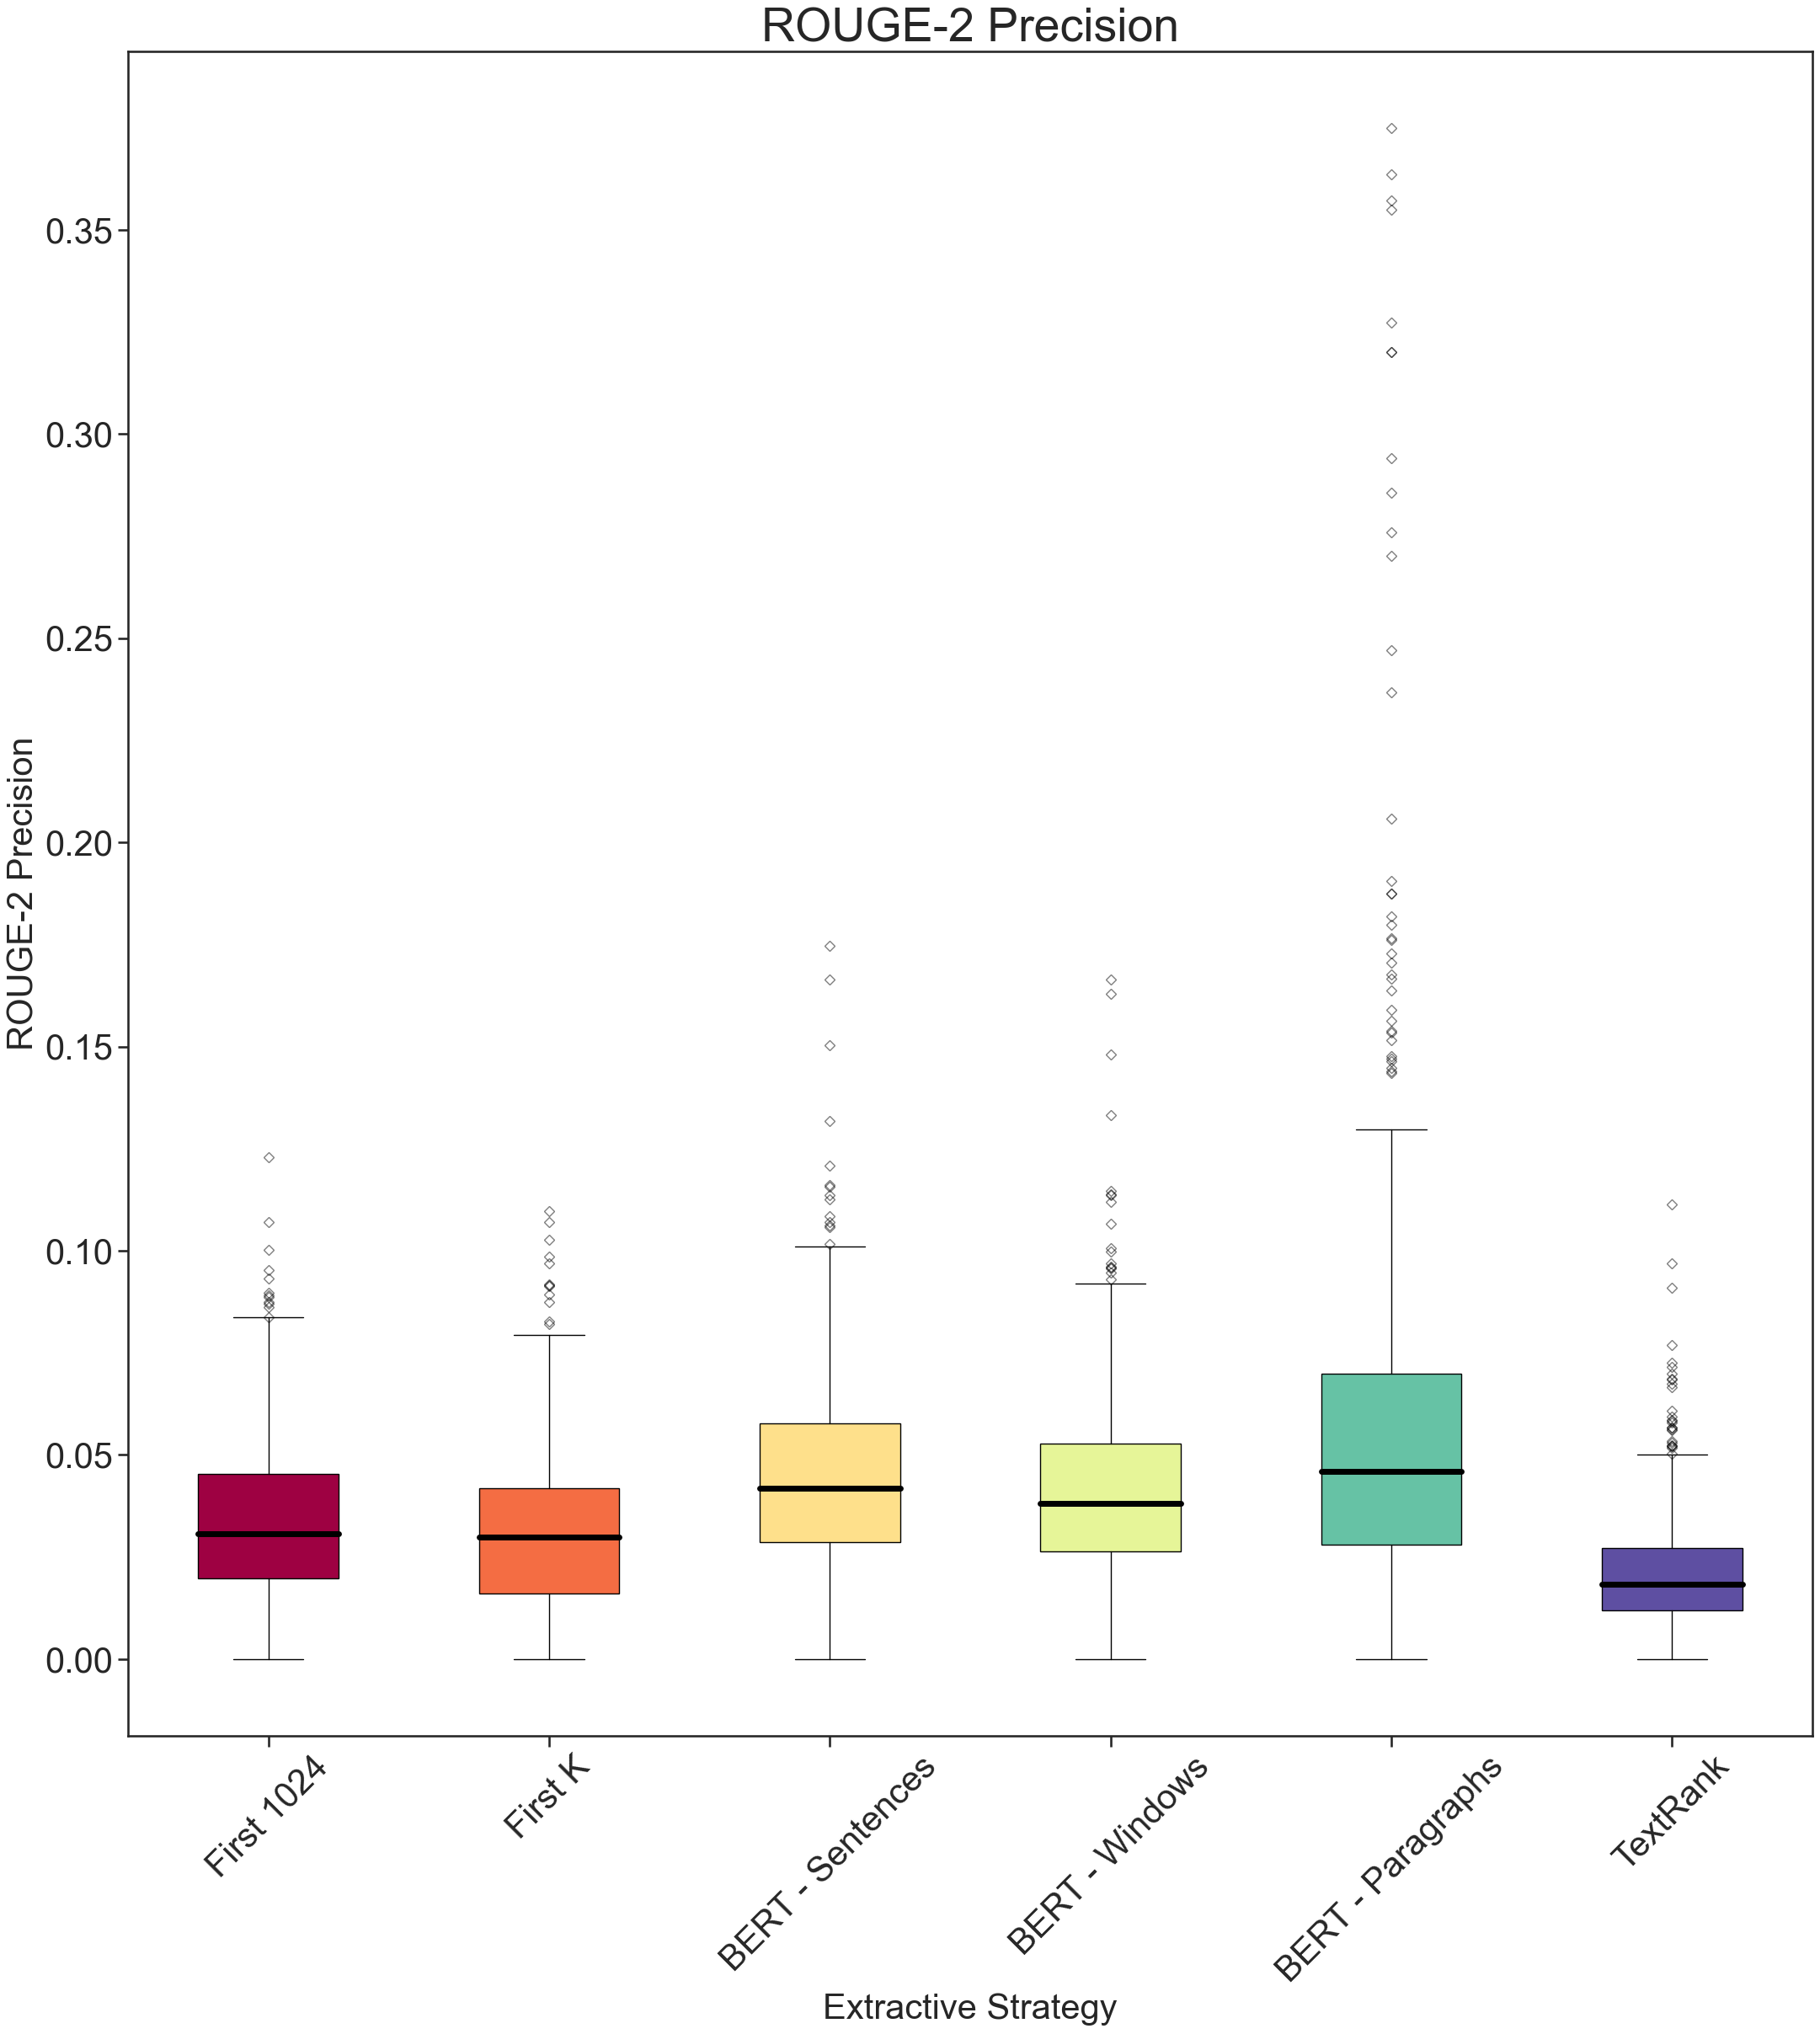 ROUGE-2 Precision
ROUGE-2 Precision
0.35
0.30
0.25
0.20
0.15
0.10
0.05
0.00
First 1024
First K
BERT - Sentences
BERT - Windows
BERT - Paragraphs
TextRank
Extractive Strategy